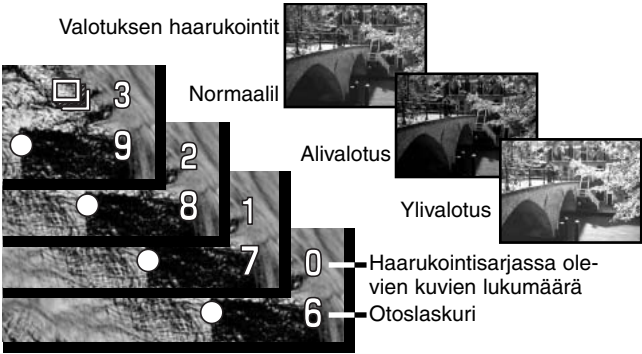 Valotuksen haarukointit
Normaalil
Alivalotus
Ylivalotus
3
9
2
8
1
7
0
6
Haarukointisarjassa ole-
vien kuvien lukumäärä
Otoslaskuri